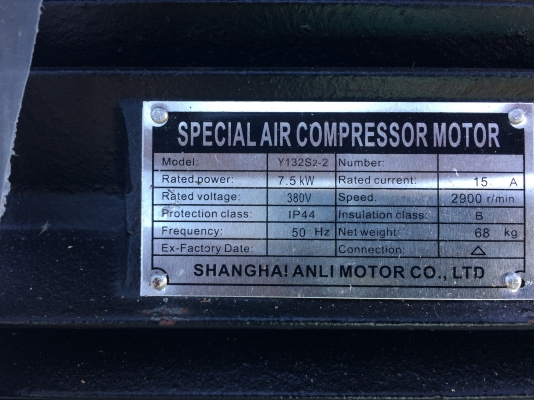 SPECIAL AIR COMPRESSOR MOTOR
Model: Y132S2-2 Number:
Rated power: 7.5 kW Rated current: 15 A
Rated voltage: 380V Speed: 2900 r/min
Protection class: IP44 Insulation class: B
Frequency: 50 Hz Net weight: 68 kg
Ex-Factory Date: Connection: △
SHANGHAI ANLI MOTOR CO., LTD